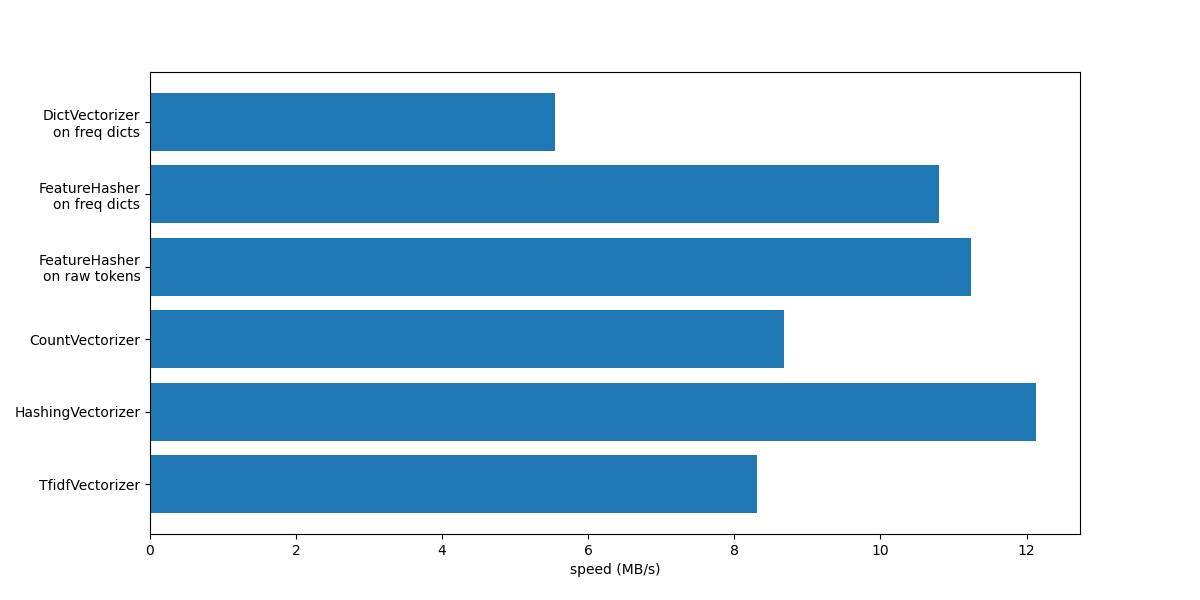 DictVectorizer
on freq dicts
FeatureHasher
on freq dicts
FeatureHasher
on raw tokens
CountVectorizer
HashingVectorizer
TfidfVectorizer
0 2 4 6 8 10 12
speed (MB/s)